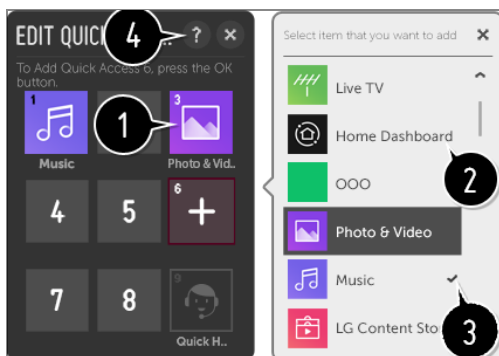 EDIT QUIC 4 .. ? ×
To Add Quick Access 6, press the OK
button.
1
3
1
Music
Photo & Vid..
4
5
6
+
7
8
9
Quick H..
Select item that you want to add ×
Live TV
Home Dashboard
2
OOO
Photo & Video
Music
LG Content Sto
3